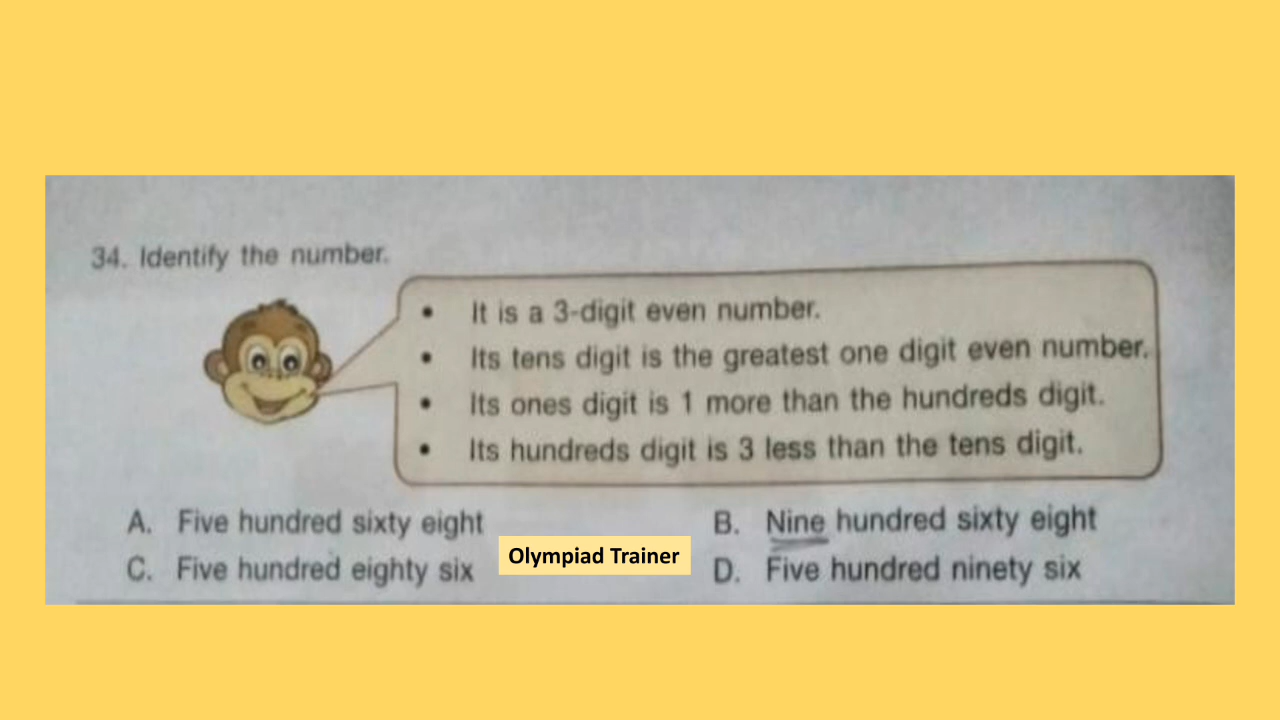 34. Identify the number.
• It is a 3-digit even number.
• Its tens digit is the greatest one digit even number.
• Its ones digit is 1 more than the hundreds digit.
• Its hundreds digit is 3 less than the tens digit.
A. Five hundred sixty eight B. Nine hundred sixty eight
Olympiad Trainer
C. Five hundred eighty six D. Five hundred ninety six